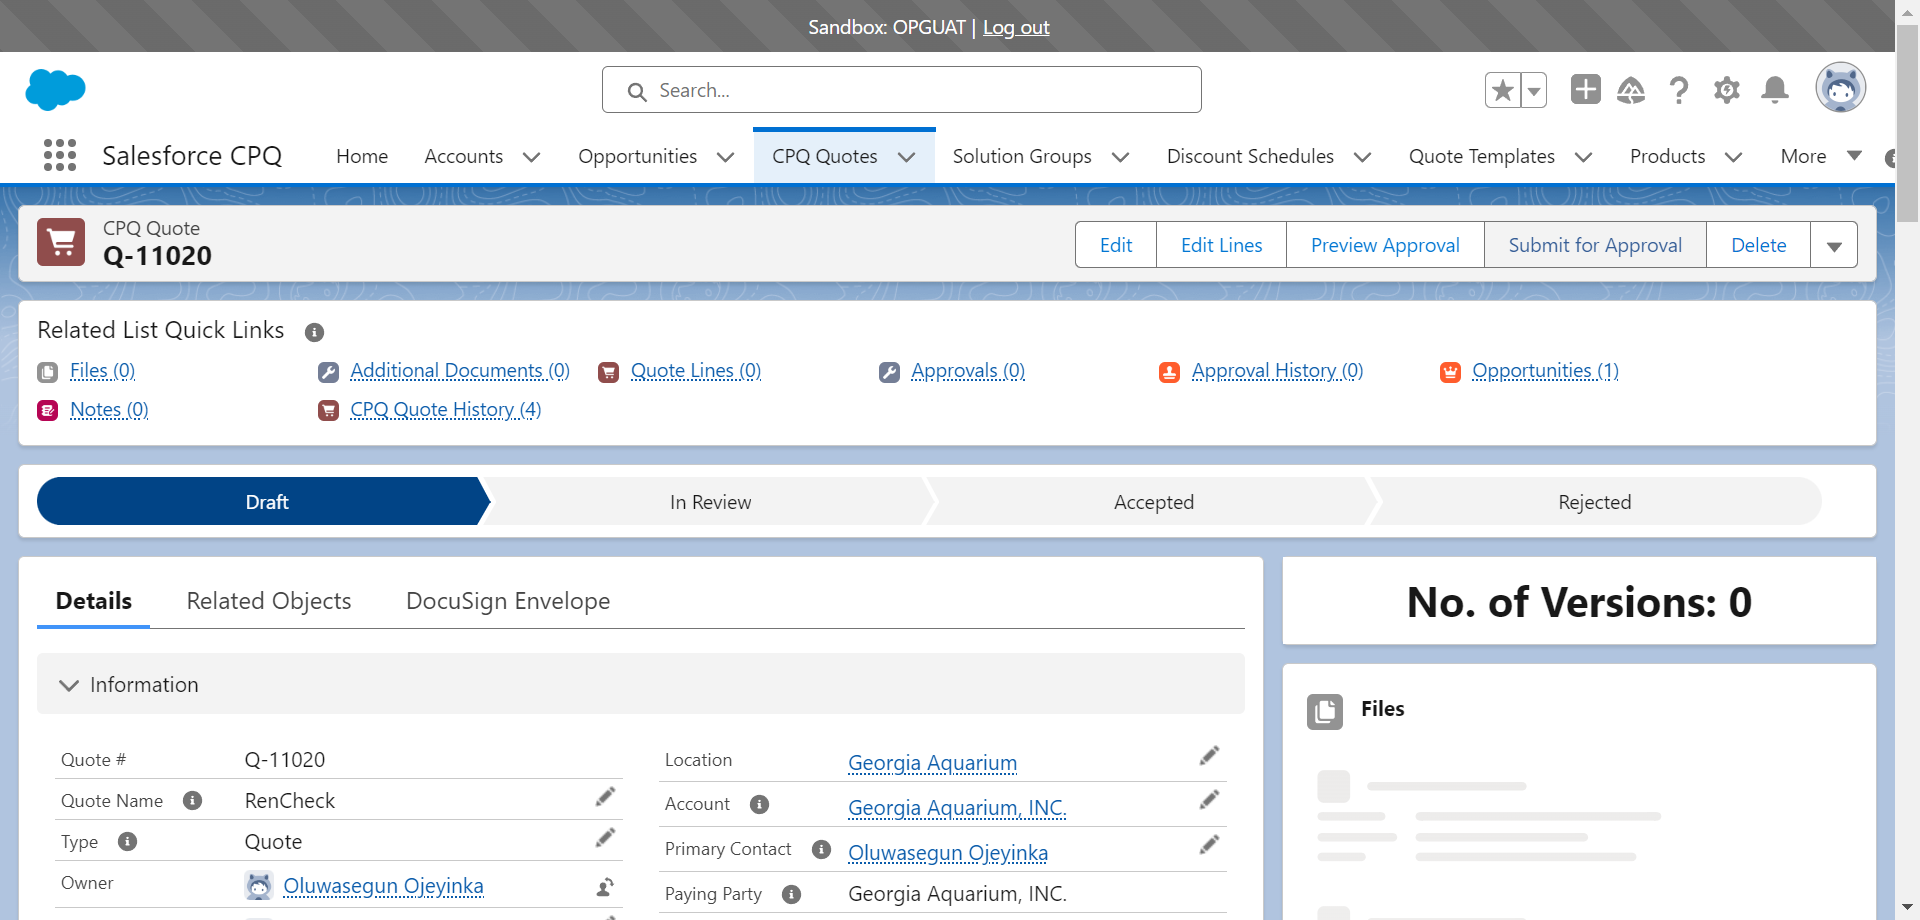 Sandbox: OPGUAT | Log out
Search...
Salesforce CPQ Home Accounts Opportunities CPQ Quotes Solution Groups Discount Schedules Quote Templates Products More
CPQ Quote
Q-11020
Edit Edit Lines Preview Approval Submit for Approval Delete
Related List Quick Links
Files (0) Additional Documents (0) Quote Lines (0) Approvals (0) Approval History (0) Opportunities (1)
Notes (0) CPQ Quote History (4)
Draft In Review Accepted Rejected
Details Related Objects DocuSign Envelope
No. of Versions: 0
Information
Files
Quote # Q-11020
Location Georgia Aquarium
Quote Name RenCheck
Account Georgia Aquarium, INC.
Type Quote
Primary Contact Oluwasegun Ojeyinka
Owner Oluwasegun Ojeyinka
Paying Party Georgia Aquarium, INC.